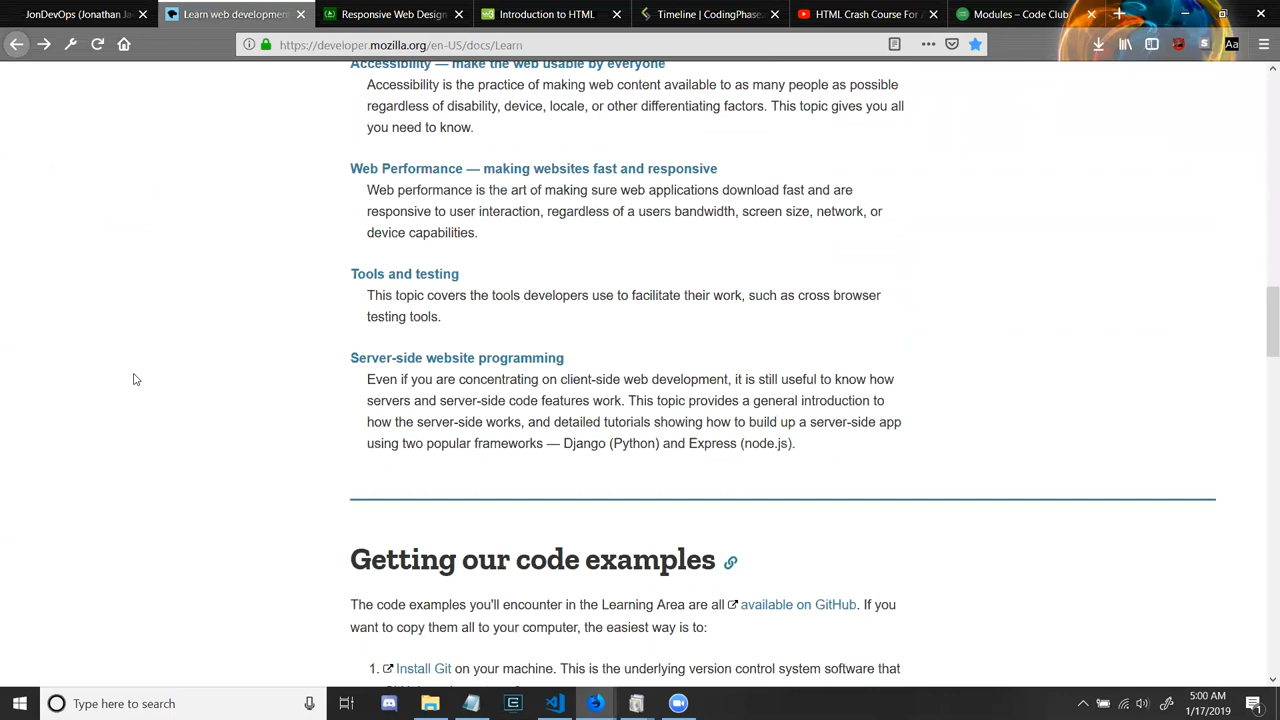 JonDevOps (Jonathan Ja
Learn web development
Responsive Web Design
Introduction to HTML
Timeline | CodingPhase
HTML Crash Course For A
Modules – Code Club
https://developer.mozilla.org/en-US/docs/Learn
Aa
Accessibility — make the web usable by everyone
Accessibility is the practice of making web content available to as many people as possible
regardless of disability, device, locale, or other differentiating factors. This topic gives you all
you need to know.
Web Performance — making websites fast and responsive
Web performance is the art of making sure web applications download fast and are
responsive to user interaction, regardless of a users bandwidth, screen size, network, or
device capabilities.
Tools and testing
This topic covers the tools developers use to facilitate their work, such as cross browser
testing tools.
Server-side website programming
Even if you are concentrating on client-side web development, it is still useful to know how
servers and server-side code features work. This topic provides a general introduction to
how the server-side works, and detailed tutorials showing how to build up a server-side app
using two popular frameworks — Django (Python) and Express (node.js).
Getting our code examples
The code examples you'll encounter in the Learning Area are all available on GitHub. If you
want to copy them all to your computer, the easiest way is to:
1. Install Git on your machine. This is the underlying version control system software that
Type here to search
5:00 AM
1/17/2019